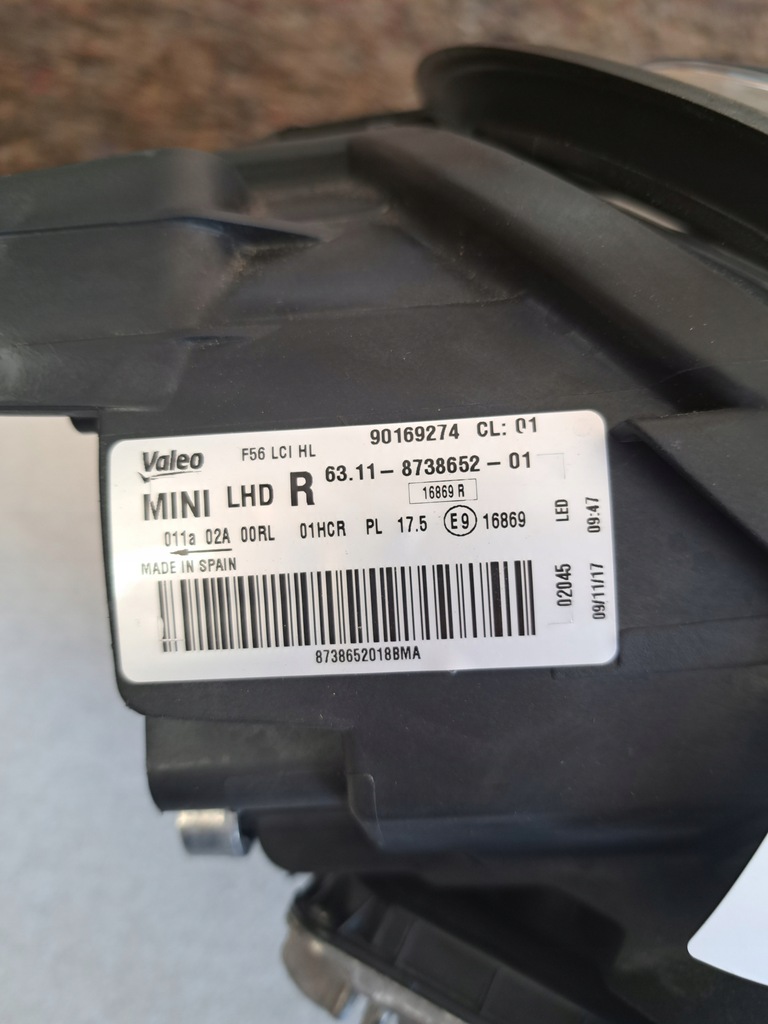 Valeo F56 LCI HL 90169274 CL: 01
MINI LHD R 63.11-8738652-01
16869 R
011a 02A 00RL 01HCR PL 17.5 E9 16869
MADE IN SPAIN
8738652018BMA
02045 LED
09/11/17 09:47